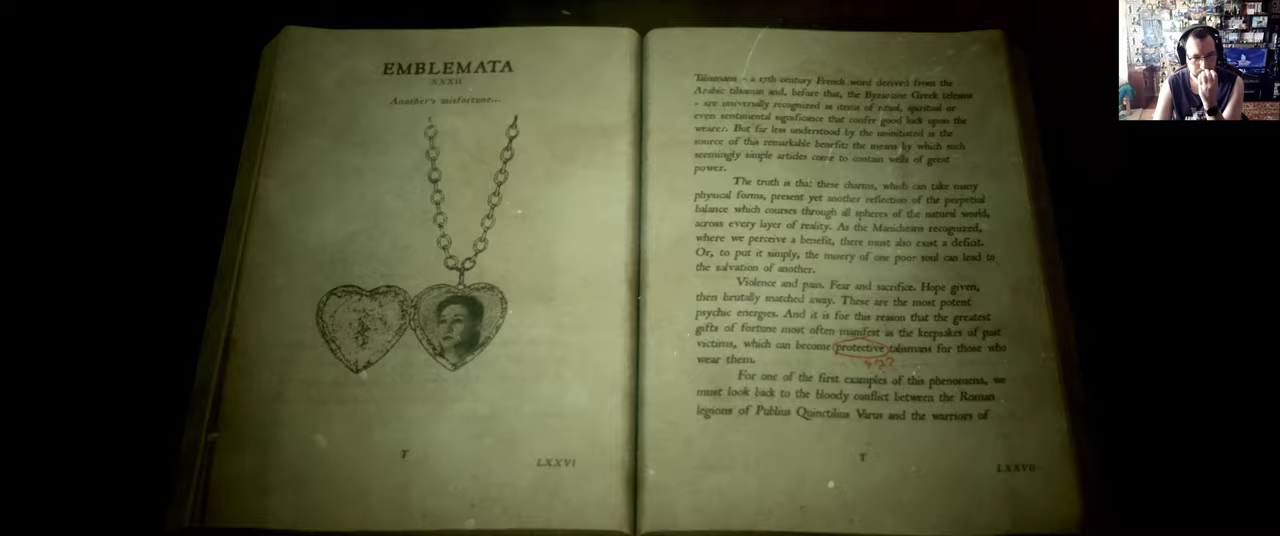 EMBLEMATA
XXXII
Another's misfortune...
T
LXXVI
Talismans - a 17th century French word derived from the
Arabic tilsaman and, before that, the Byzantine Greek telesma
- are universally recognized as items of ritual, spiritual or
even sentimental significance that confer good luck upon the
wearer. But far less understood by the uninitiated is the
source of this remarkable benefit: the means by which such
seemingly simple articles come to contain wells of great
power.
The truth is that these charms, which can take many
physical forms, present yet another reflection of the perpetual
balance which courses through all spheres of the natural world,
across every layer of reality. As the Manicheans recognized,
where we perceive a benefit, there must also exist a deficit.
Or, to put it simply, the misery of one poor soul can lead to
the salvation of another.
Violence and pain. Fear and sacrifice. Hope given,
then brutally snatched away. These are the most potent
psychic energies. And it is for this reason that the greatest
gifts of fortune most often manifest as the keepsakes of past
victims, which can become protective talismans for those who
wear them.
???
For one of the first examples of this phenomena, we
must look back to the bloody conflict between the Roman
legions of Publius Quinctilius Varus and the warriors of
T
LXXVII